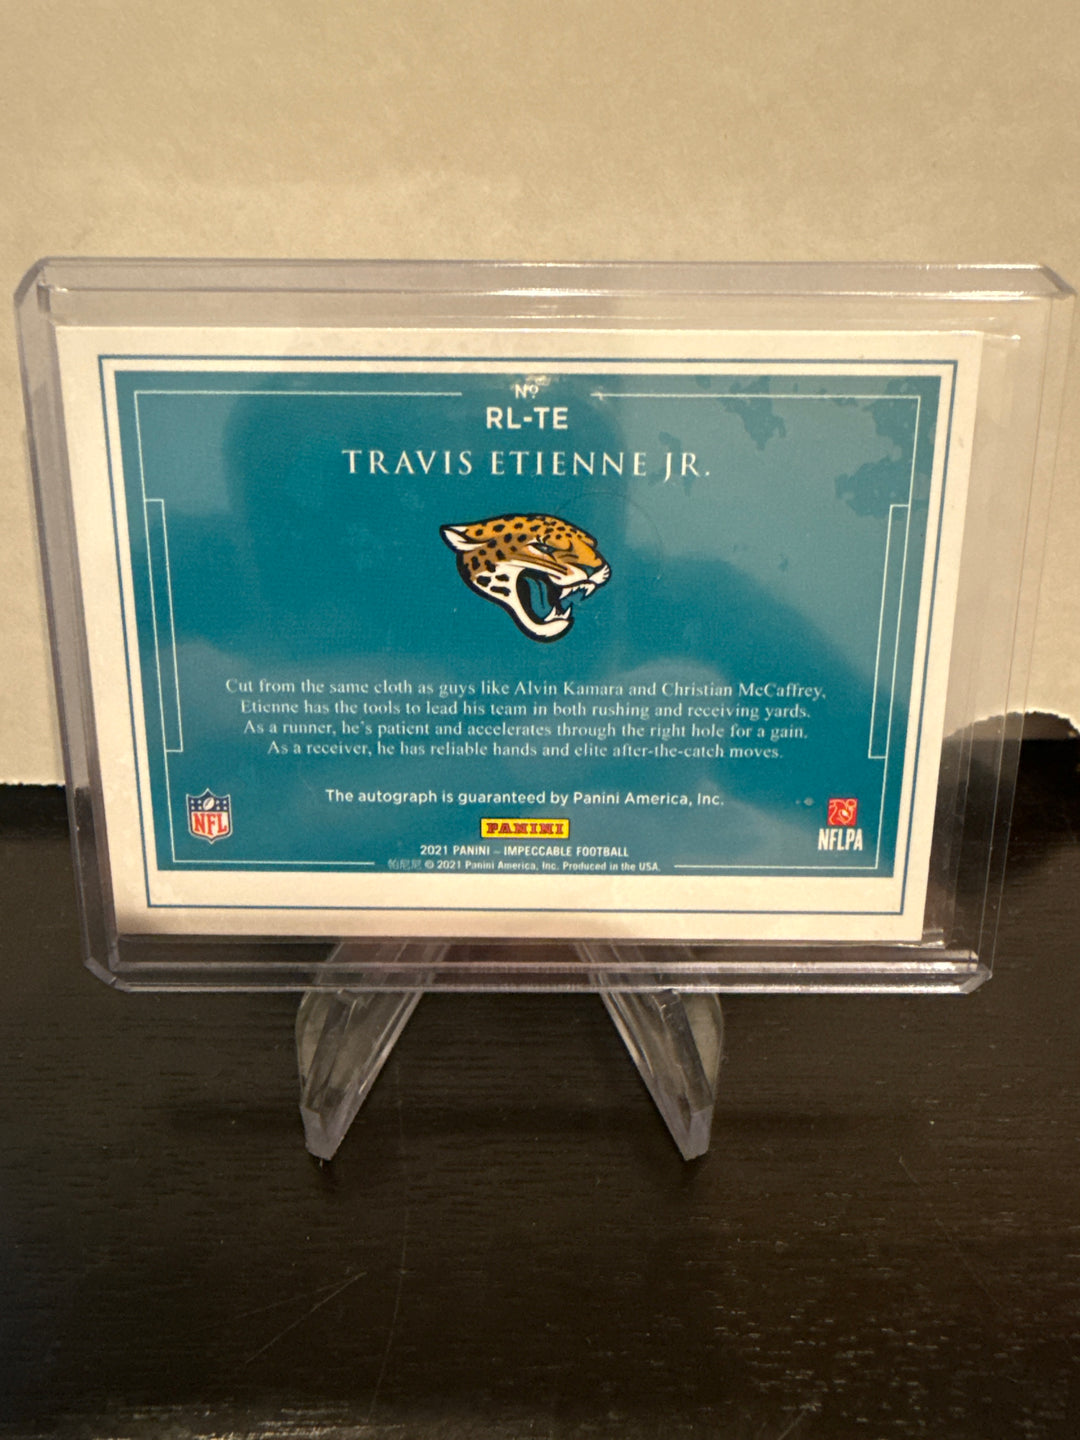 Nº
RL-TE
TRAVIS ETIENNE JR.
Cut from the same cloth as guys like Alvin Kamara and Christian McCaffrey,
Etienne has the tools to lead his team in both rushing and receiving yards.
As a runner, he's patient and accelerates through the right hole for a gain.
As a receiver, he has reliable hands and elite after-the-catch moves.
The autograph is guaranteed by Panini America, Inc.
NFL
PANINI
NFLPA
2021 PANINI – IMPECCABLE FOOTBALL
帕尼尼 © 2021 Panini America, Inc. Produced in the USA.